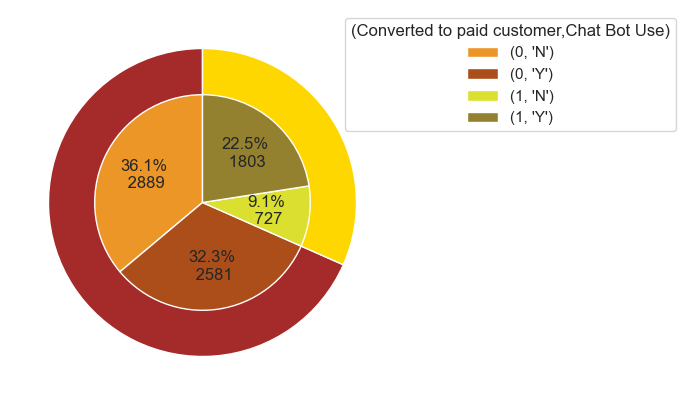 (Converted to paid customer,Chat Bot Use)
(0, 'N')
(0, 'Y')
(1, 'N')
(1, 'Y')
22.5%
1803
36.1%
2889
9.1%
727
32.3%
2581